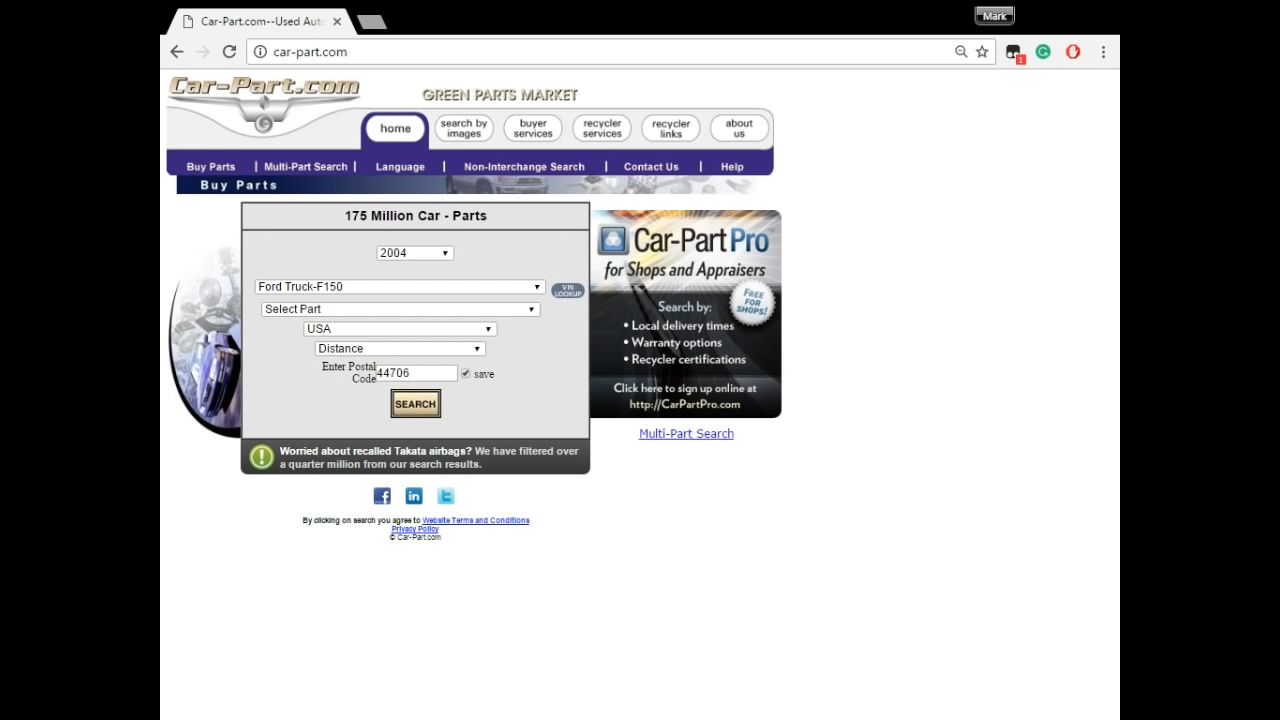 Car-Part.com--Used Auto
Mark
car-part.com
1
Car-Part.com
GREEN PARTS MARKET
home
search by images
buyer services
recycler services
recycler links
about us
Buy Parts | Multi-Part Search | Language | Non-Interchange Search | Contact Us | Help
Buy Parts
175 Million Car - Parts
2004
Ford Truck-F150
VIN LOOKUP
Select Part
USA
Distance
Enter Postal
Code 44706 save
SEARCH
Worried about recalled Takata airbags? We have filtered over
a quarter million from our search results.
Car-Part Pro
for Shops and Appraisers
FREE FOR SHOPS!
Search by:
• Local delivery times
• Warranty options
• Recycler certifications
Click here to sign up online at
http://CarPartPro.com
Multi-Part Search
By clicking on search you agree to Website Terms and Conditions
Privacy Policy
© Car-Part.com